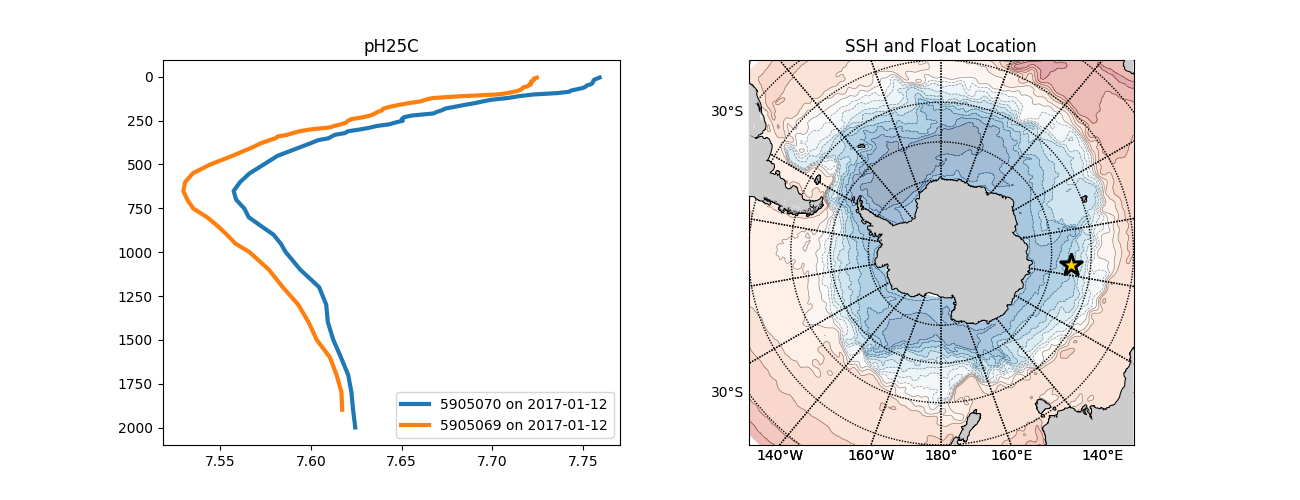 pH25C
0
250
500
750
1000
1250
1500
1750
2000
7.55
7.60
7.65
7.70
7.75
5905070 on 2017-01-12
5905069 on 2017-01-12
SSH and Float Location
30°S
30°S
140°W
160°W
180°
160°E
140°E